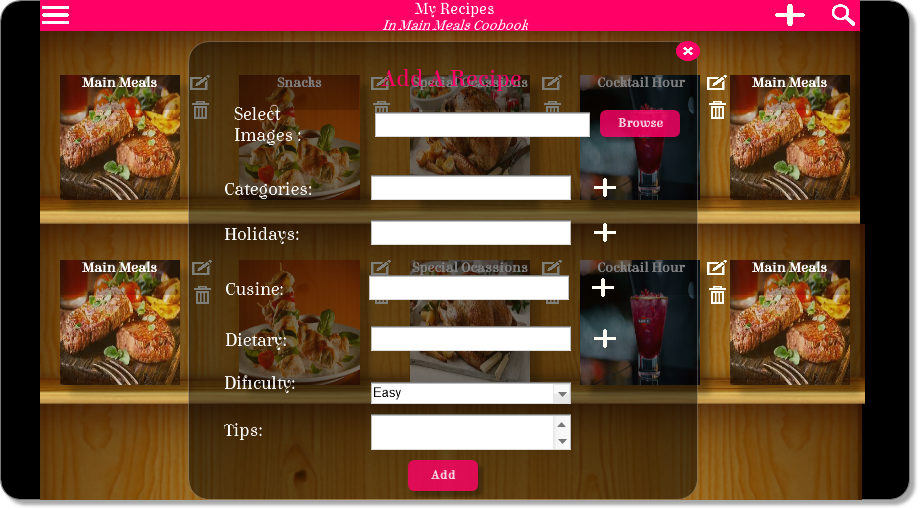 My Recipes
In Main Meals Coobook
Main Meals
Snacks
Special Ocassions
Cocktail Hour
Main Meals
Add A Recipe
Select
Images :
Browse
Categories:
Holidays:
Main Meals
Special Ocassions
Cocktail Hour
Main Meals
Cusine:
Dietary:
Dificulty:
Easy
Tips:
Add